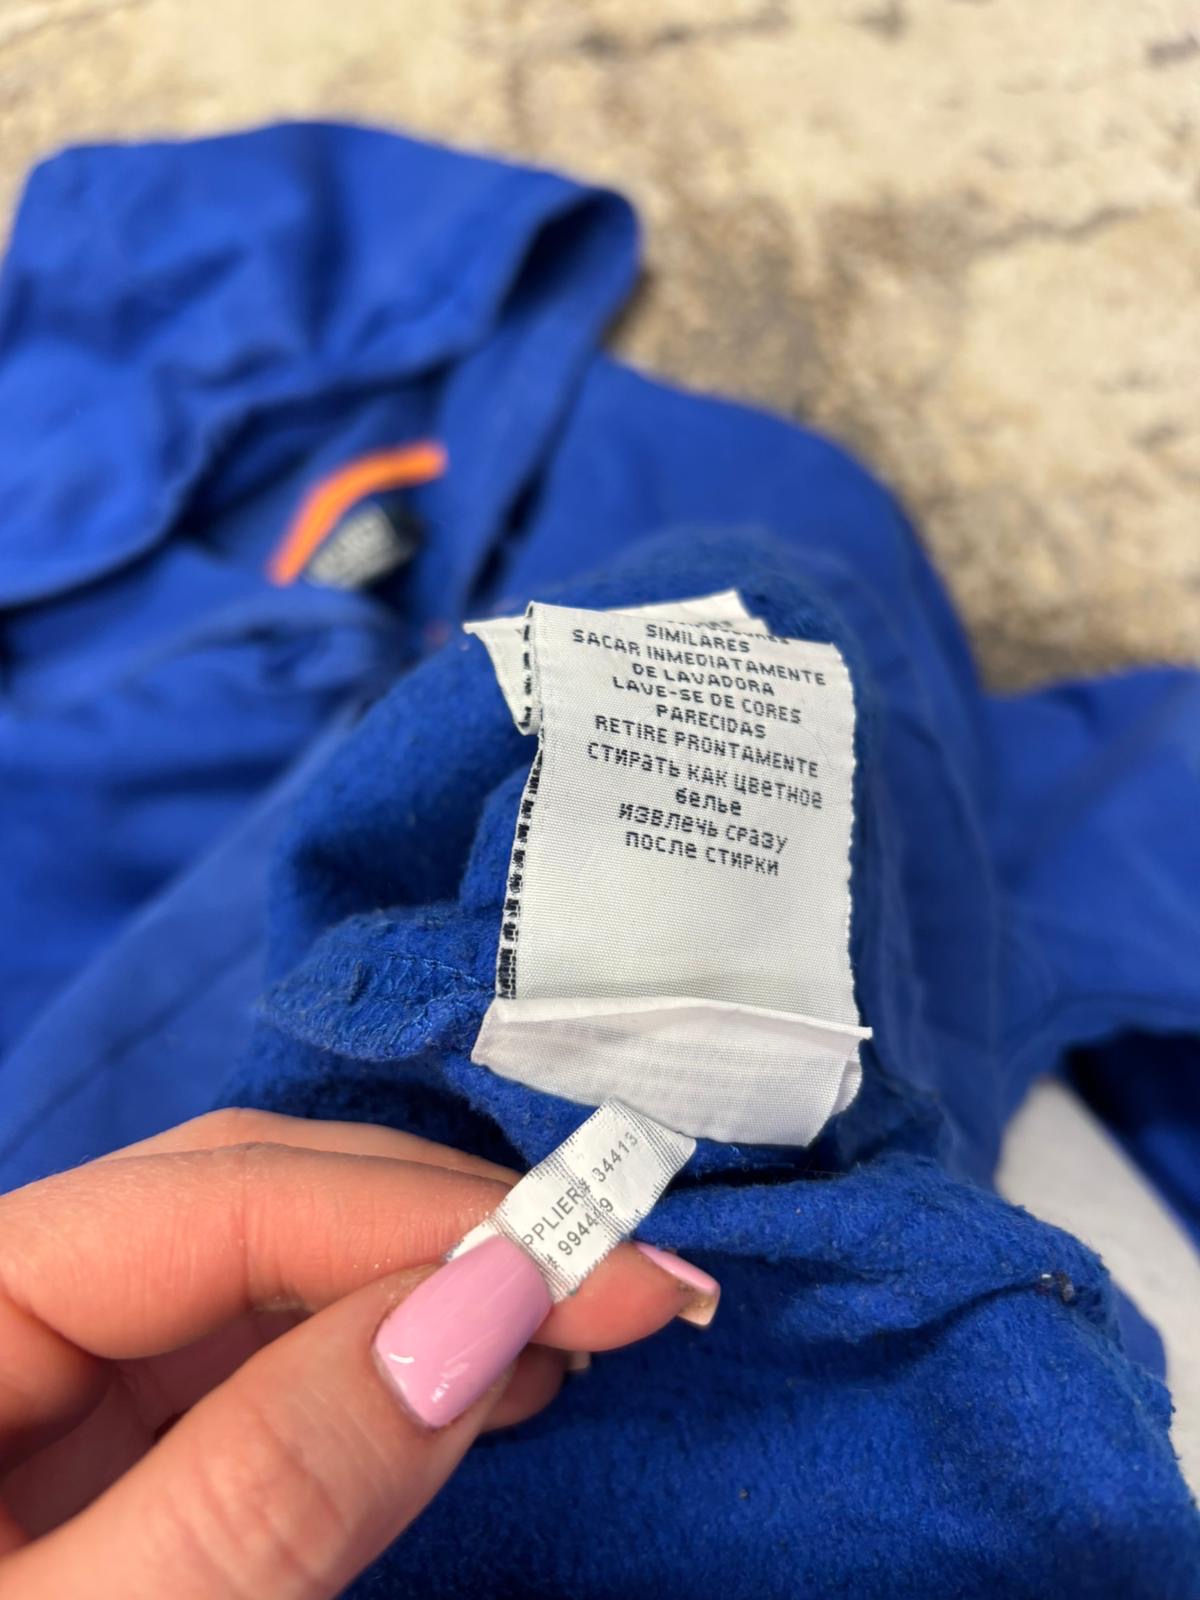 SIMILARES
SACAR INMEDIATAMENTE
DE LAVADORA
LAVE-SE DE CORES
PARECIDAS
RETIRE PRONTAMENTE
СТИРАТЬ КАК ЦВЕТНОЕ
БЕЛЬЕ
ИЗВЛЕЧЬ СРАЗУ
ПОСЛЕ СТИРКИ
PPLIER# 34413
# 994449